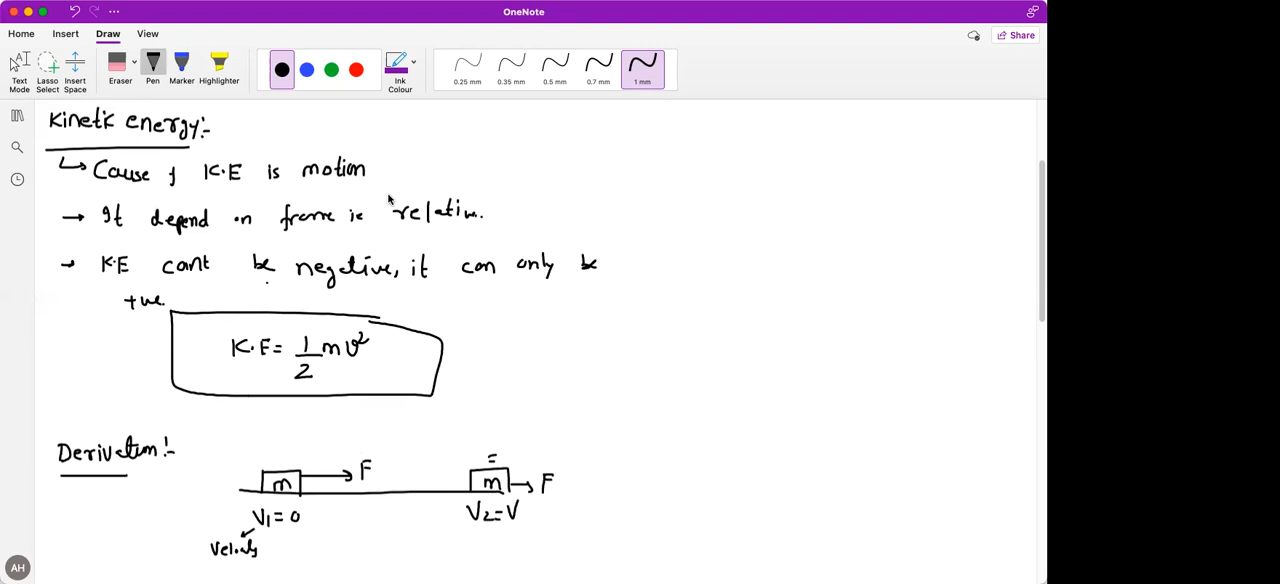 OneNote
Home Insert Draw View
Share
Text Mode
Lasso Select
Insert Space
Eraser
Pen
Marker
Highlighter
Ink Colour
0.25 mm
0.35 mm
0.5 mm
0.7 mm
1 mm
Kinetic energy:-
↳ Cause of K.E is motion
→ It depend on frame ie relative.
→ K.E can't be negative, it can only be
+ve.
K.E = 1/2 mv²
Derivation:-
m → F
m → F
V1 = 0
V2 = V
Velocity
AH